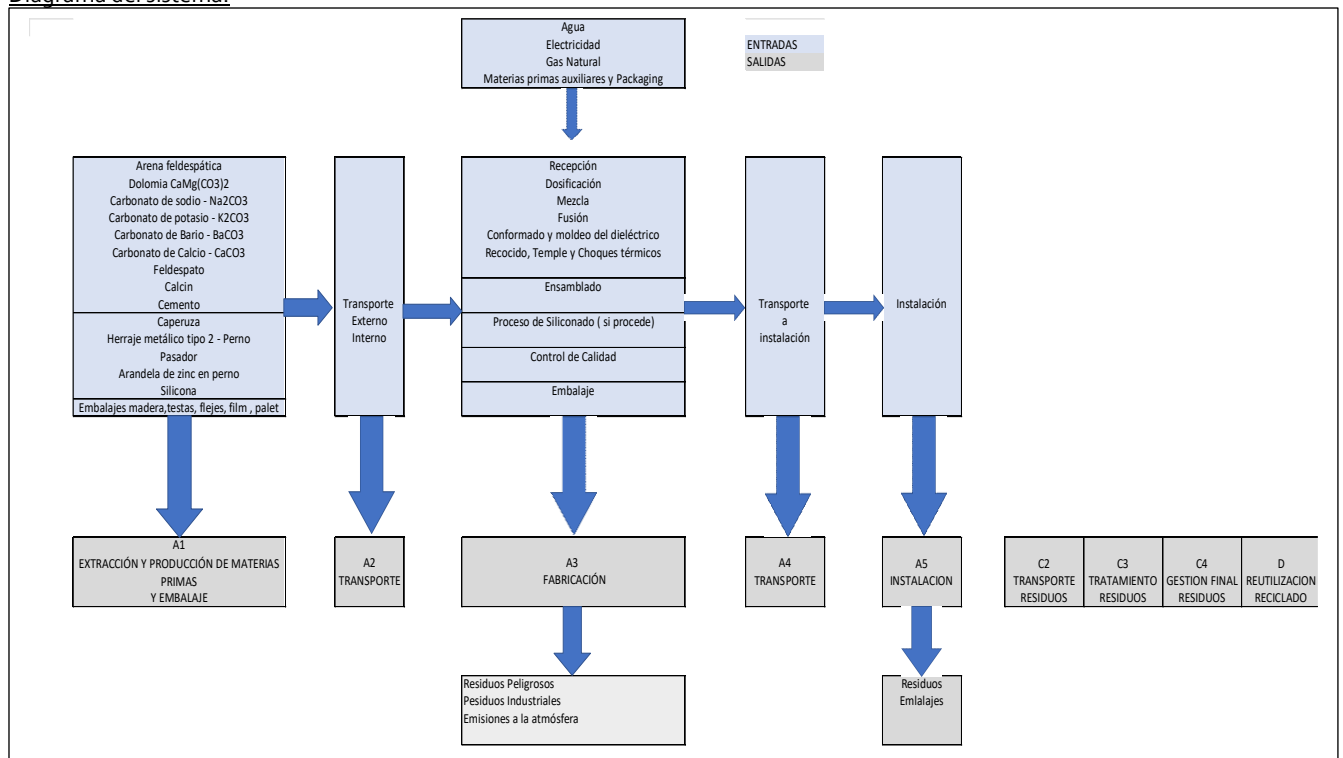 Diagrama del sistema:
Agua
Electricidad
Gas Natural
Materias primas auxiliares y Packaging
ENTRADAS
SALIDAS
Arena feldespática
Dolomia CaMg(CO3)2
Carbonato de sodio - Na2CO3
Carbonato de potasio - K2CO3
Carbonato de Bario - BaCO3
Carbonato de Calcio - CaCO3
Feldespato
Calcin
Cemento
Caperuza
Herraje metálico tipo 2 - Perno
Pasador
Arandela de zinc en perno
Silicona
Embalajes madera,testas, flejes, film , palet
Transporte
Externo
Interno
Recepción
Dosificación
Mezcla
Fusión
Conformado y moldeo del dieléctrico
Recocido, Temple y Choques térmicos
Ensamblado
Proceso de Siliconado ( si procede)
Control de Calidad
Embalaje
Transporte
a
instalación
Instalación
A1
EXTRACCIÓN Y PRODUCCIÓN DE MATERIAS
PRIMAS
Y EMBALAJE
A2
TRANSPORTE
A3
FABRICACIÓN
A4
TRANSPORTE
A5
INSTALACION
C2
TRANSPORTE
RESIDUOS
C3
TRATAMIENTO
RESIDUOS
C4
GESTION FINAL
RESIDUOS
D
REUTILIZACION
RECICLADO
Residuos Peligrosos
Pesiduos Industriales
Emisiones a la atmósfera
Residuos
Emlalajes